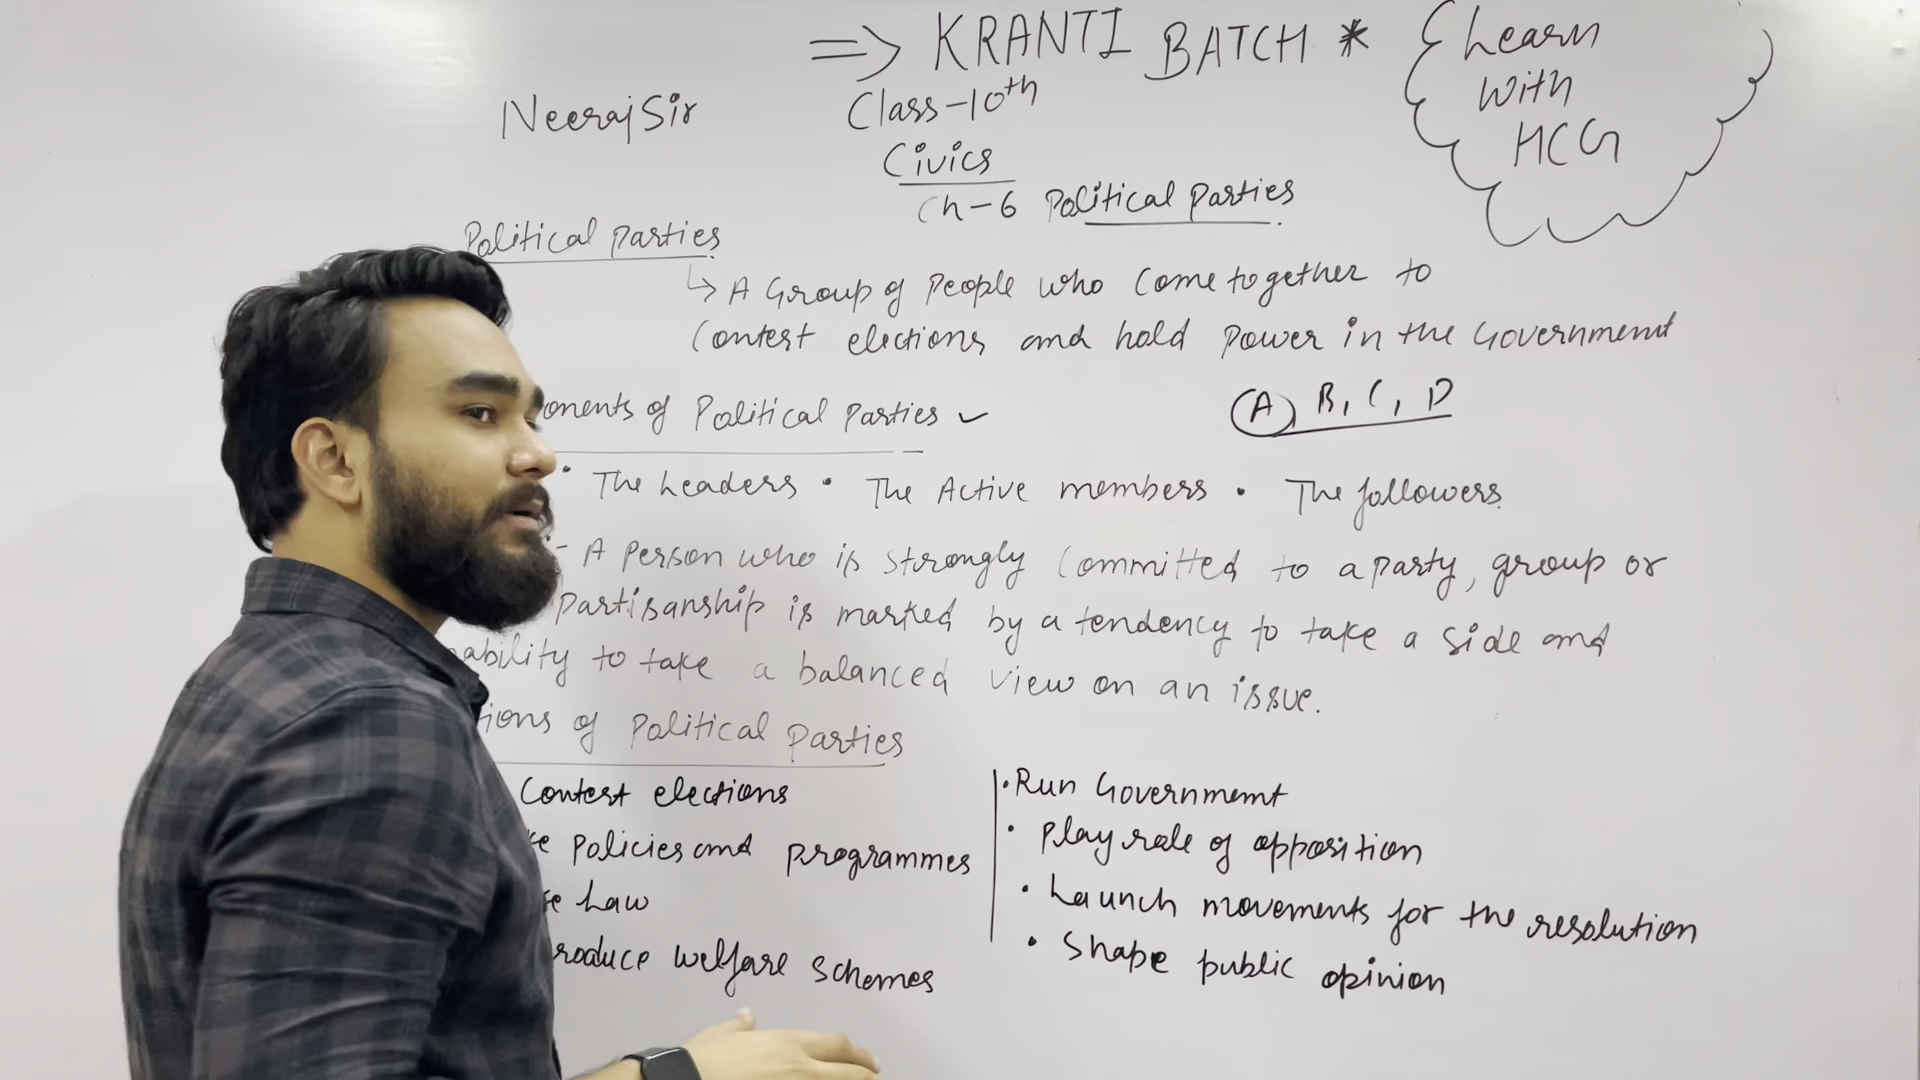 => KRANTI BATCH *
Learn
With
HCG
Neeraj Sir
Class-10th
Civics
Ch-6 Political Parties
Political parties
↳ A Group of People who Come together to
Contest elections and hold Power in the Government
onents of Political Parties ✓
A, B, C, D
• The Leaders • The Active members • The followers
- A Person who is Strongly Committed to a party, group or
Partisanship is marked by a tendency to take a side and
ability to take a balanced view on an issue.
ions of Political Parties
Contest elections
ke Policies and programmes
ke Law
roduce welfare Schemes
• Run Government
• Play role of opposition
• Launch movements for the resolution
• Shape public opinion